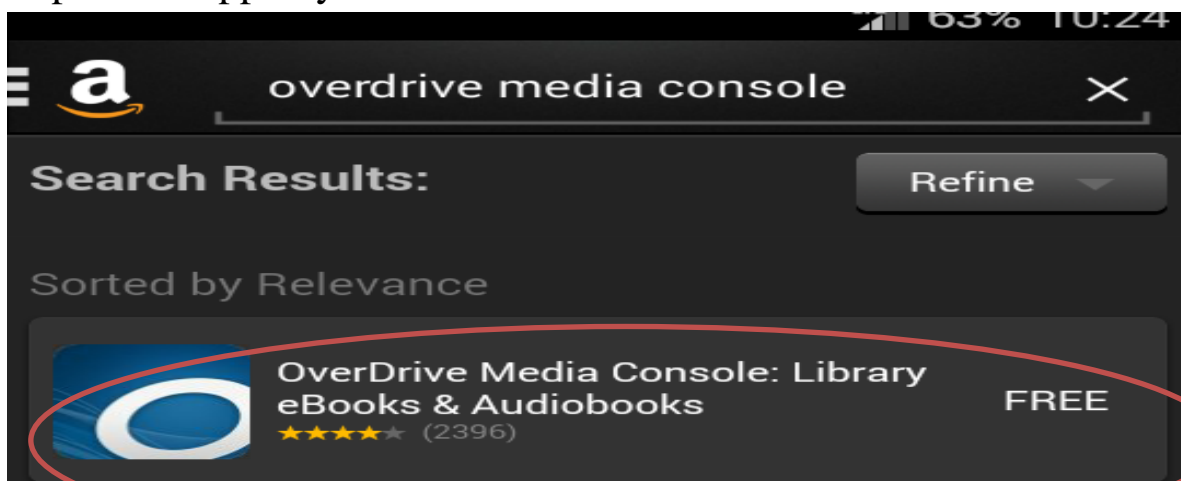 63% 10:24
a overdrive media console
Search Results:
Refine
Sorted by Relevance
OverDrive Media Console: Library
eBooks & Audiobooks
FREE
(2396)